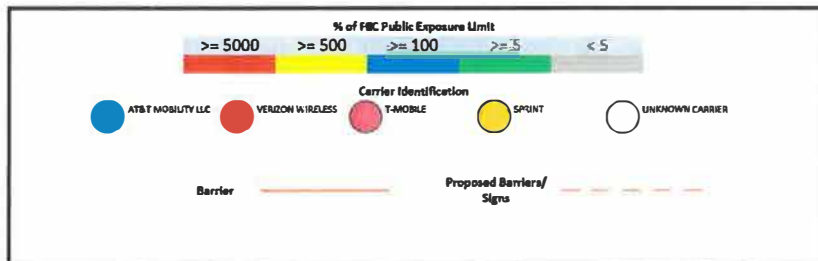 % of FCC Public Exposure Limit
>= 5000 >= 500 >= 100 >= 5 < 5
Carrier Identification
AT&T MOBILITY LLC VERIZON WIRELESS T-MOBILE SPRINT UNKNOWN CARRIER
Barrier Proposed Barriers/
Signs